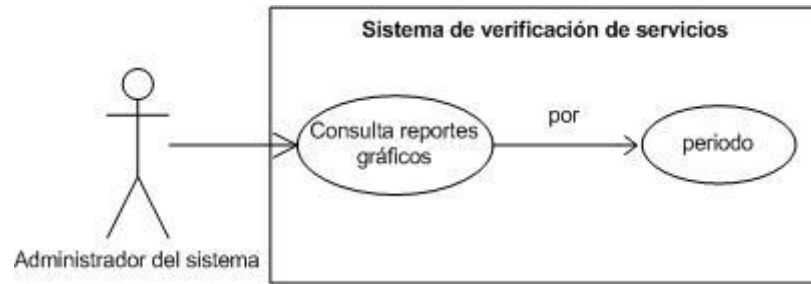 Sistema de verificación de servicios
Consulta reportes
gráficos
por
periodo
Administrador del sistema